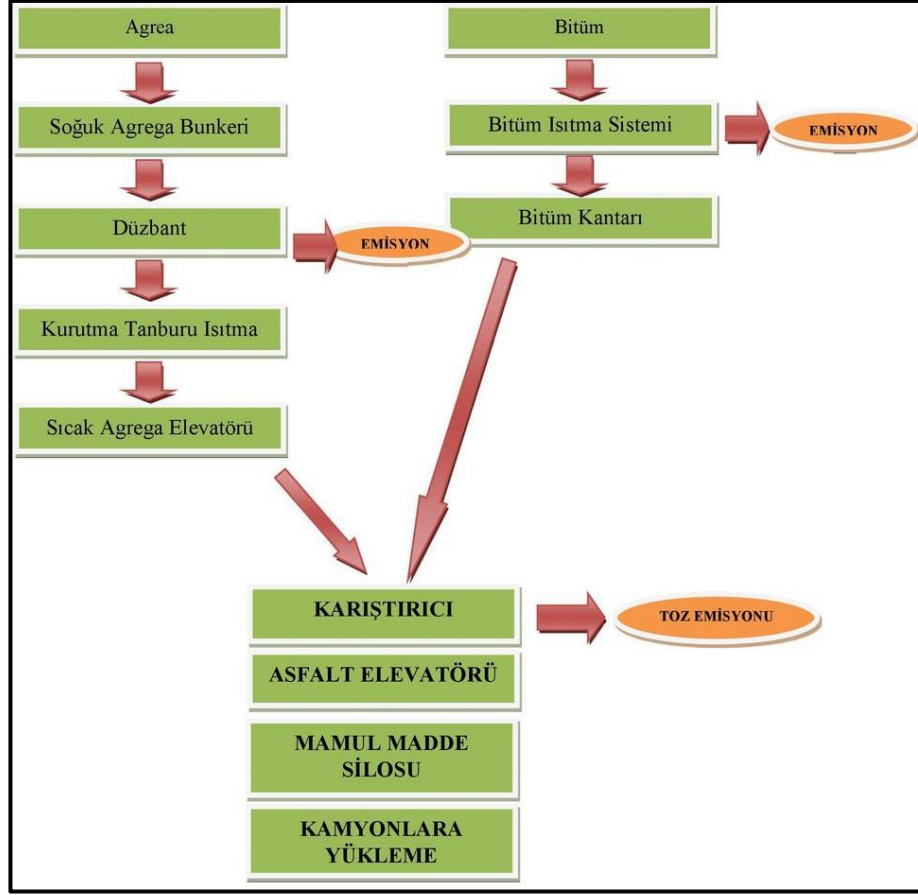 Agrea
Soğuk Agrega Bunkeri
Düzbant
EMİSYON
Kurutma Tanburu Isıtma
Sıcak Agrega Elevatörü
Bitüm
Bitüm Isıtma Sistemi
EMİSYON
Bitüm Kantarı
KARIŞTIRICI
TOZ EMİSYONU
ASFALT ELEVATÖRÜ
MAMUL MADDE
SİLOSU
KAMYONLARA
YÜKLEME